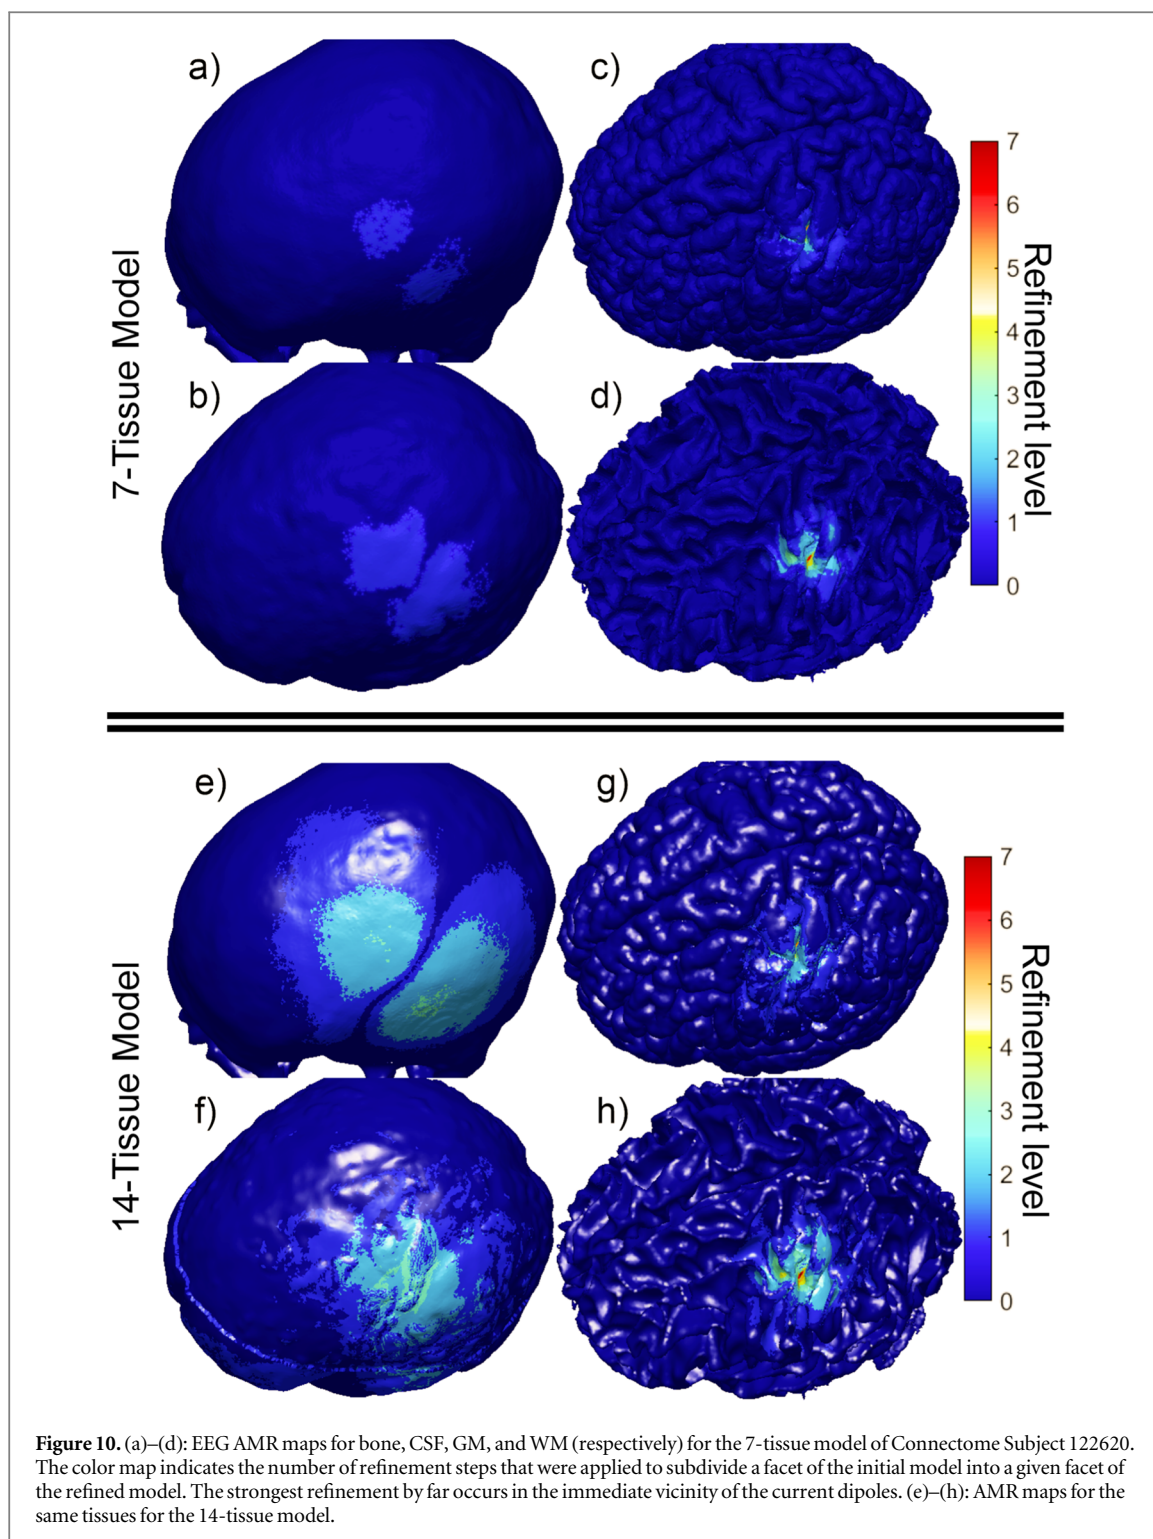 a)
c)
b)
d)
7-Tissue Model
7
6
5
4
3
2
1
0
Refinement level
e)
g)
f)
h)
14-Tissue Model
7
6
5
4
3
2
1
0
Refinement level
Figure 10. (a)–(d): EEG AMR maps for bone, CSF, GM, and WM (respectively) for the 7-tissue model of Connectome Subject 122620.
The color map indicates the number of refinement steps that were applied to subdivide a facet of the initial model into a given facet of
the refined model. The strongest refinement by far occurs in the immediate vicinity of the current dipoles. (e)–(h): AMR maps for the
same tissues for the 14-tissue model.